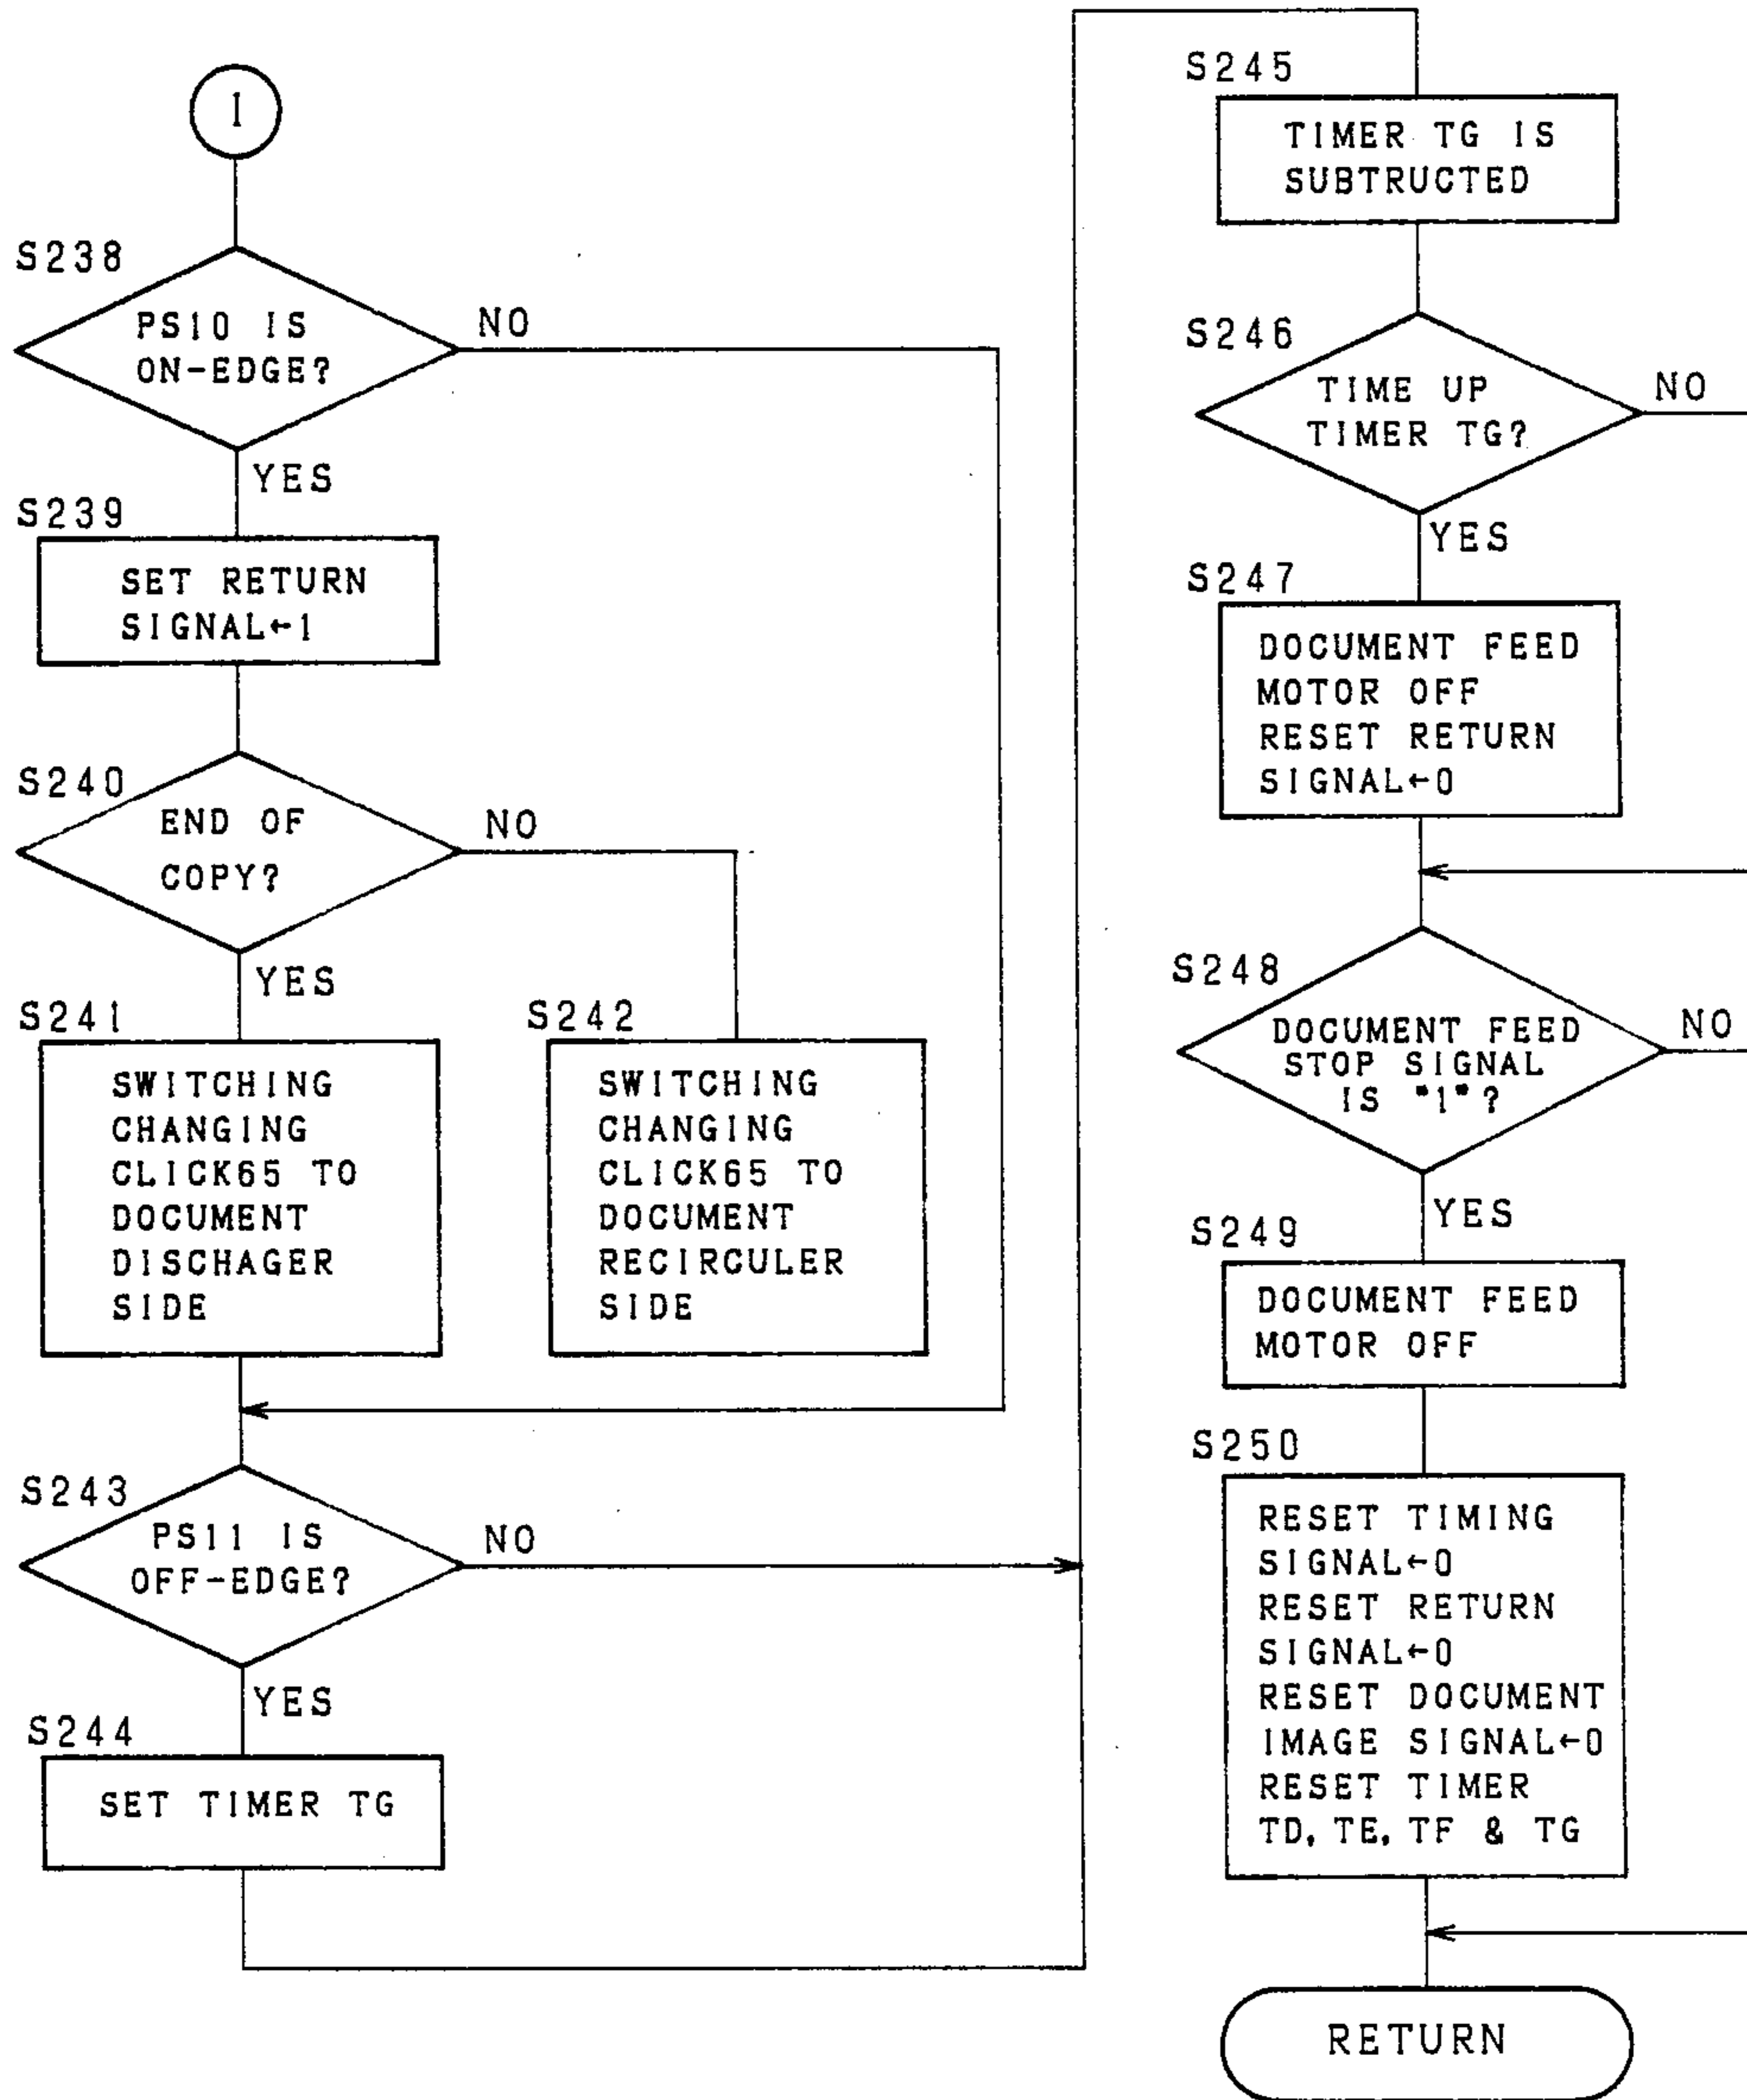 I
S238
PS10 IS
ON-EDGE?
NO
YES
S239
SET RETURN
SIGNAL←1
S240
END OF
COPY?
NO
YES
S241
SWITCHING
CHANGING
CLICK65 TO
DOCUMENT
DISCHAGER
SIDE
S242
SWITCHING
CHANGING
CLICK65 TO
DOCUMENT
RECIRCULER
SIDE
S243
PS11 IS
OFF-EDGE?
NO
YES
S244
SET TIMER TG
S245
TIMER TG IS
SUBTRUCTED
S246
TIME UP
TIMER TG?
NO
YES
S247
DOCUMENT FEED
MOTOR OFF
RESET RETURN
SIGNAL←0
S248
DOCUMENT FEED
STOP SIGNAL
IS "1"?
NO
YES
S249
DOCUMENT FEED
MOTOR OFF
S250
RESET TIMING
SIGNAL←0
RESET RETURN
SIGNAL←0
RESET DOCUMENT
IMAGE SIGNAL←0
RESET TIMER
TD, TE, TF & TG
RETURN